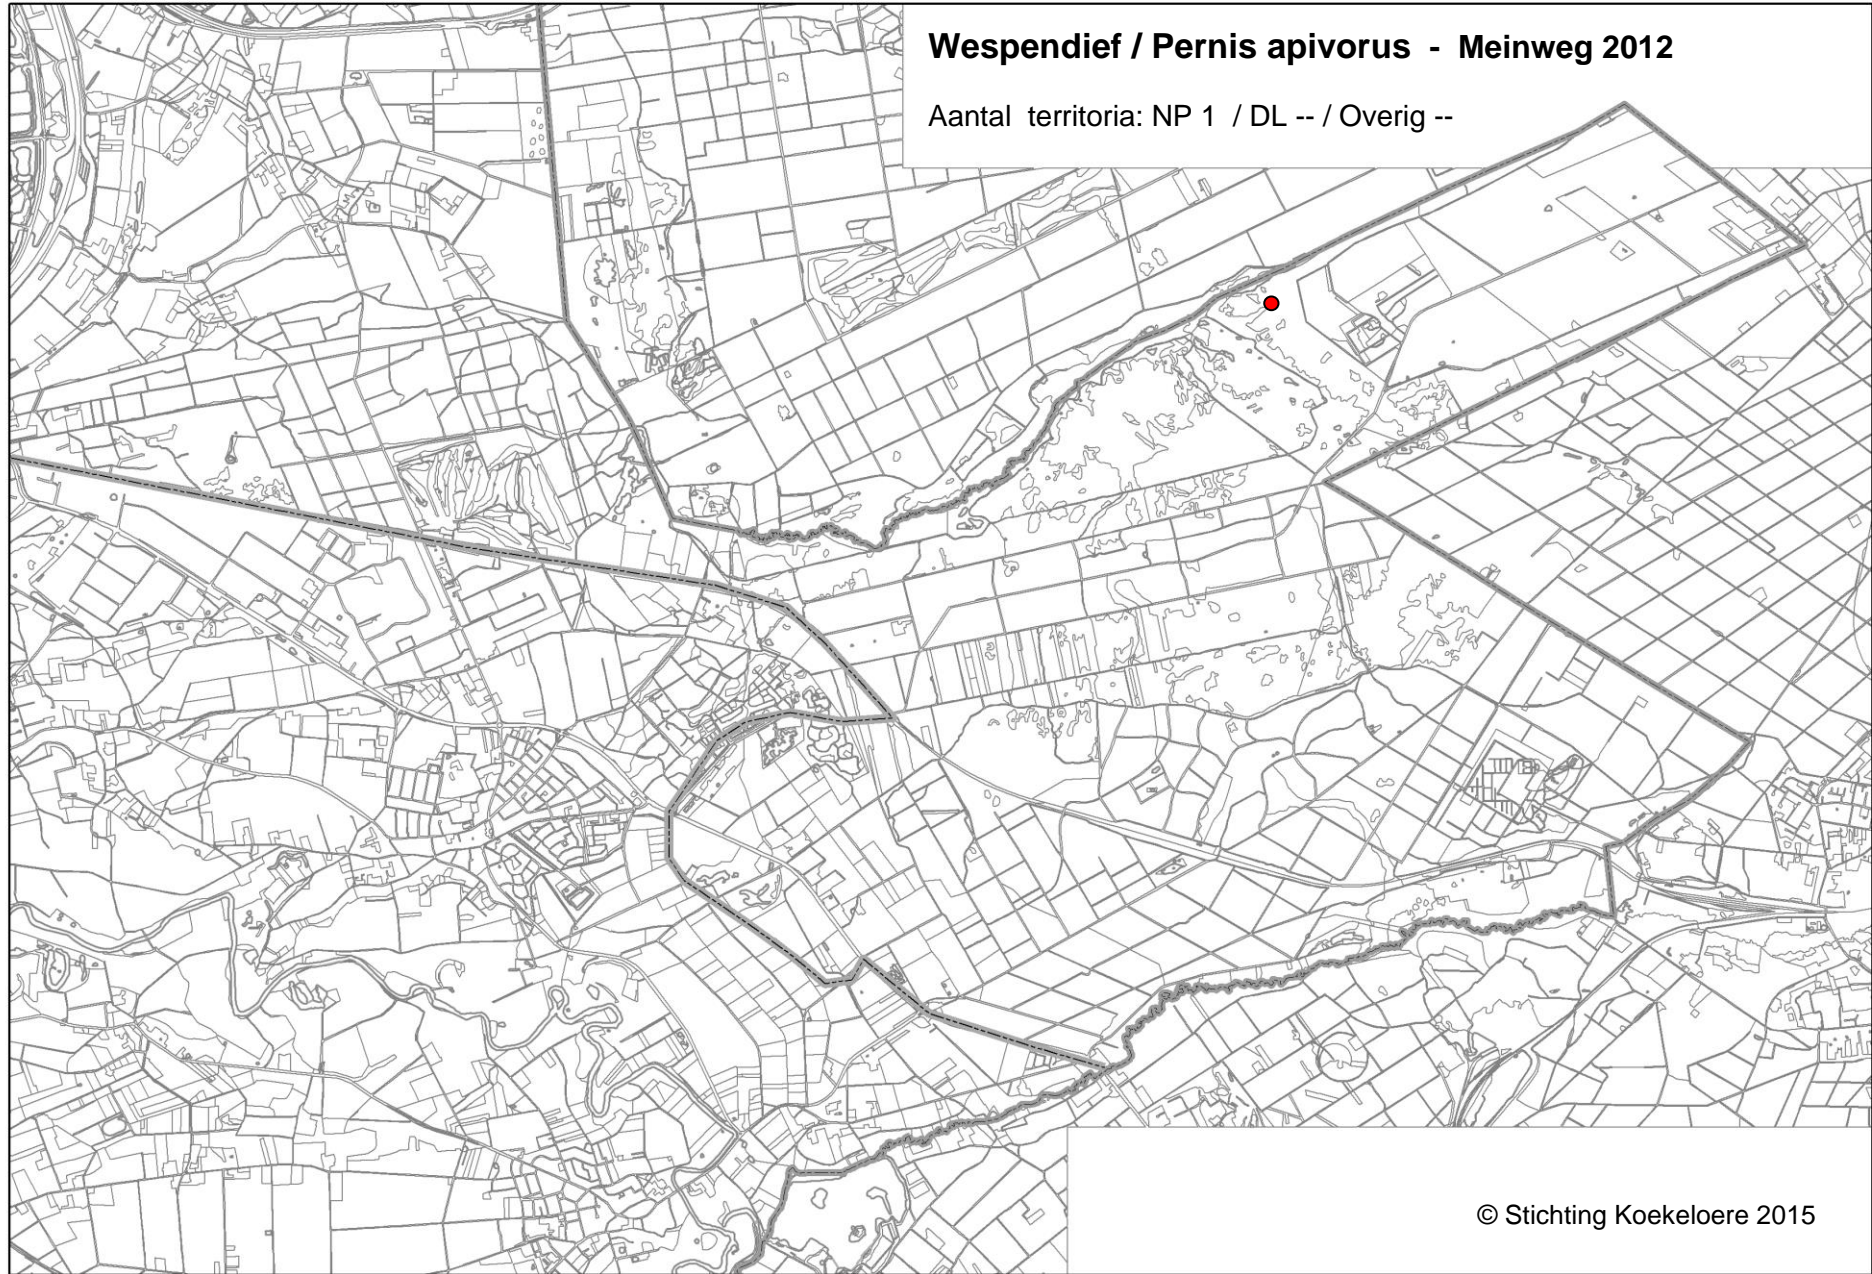 Wespendief / Pernis apivorus - Meinweg 2012
Aantal territoria: NP 1 / DL -- / Overig --
© Stichting Koekeloere 2015